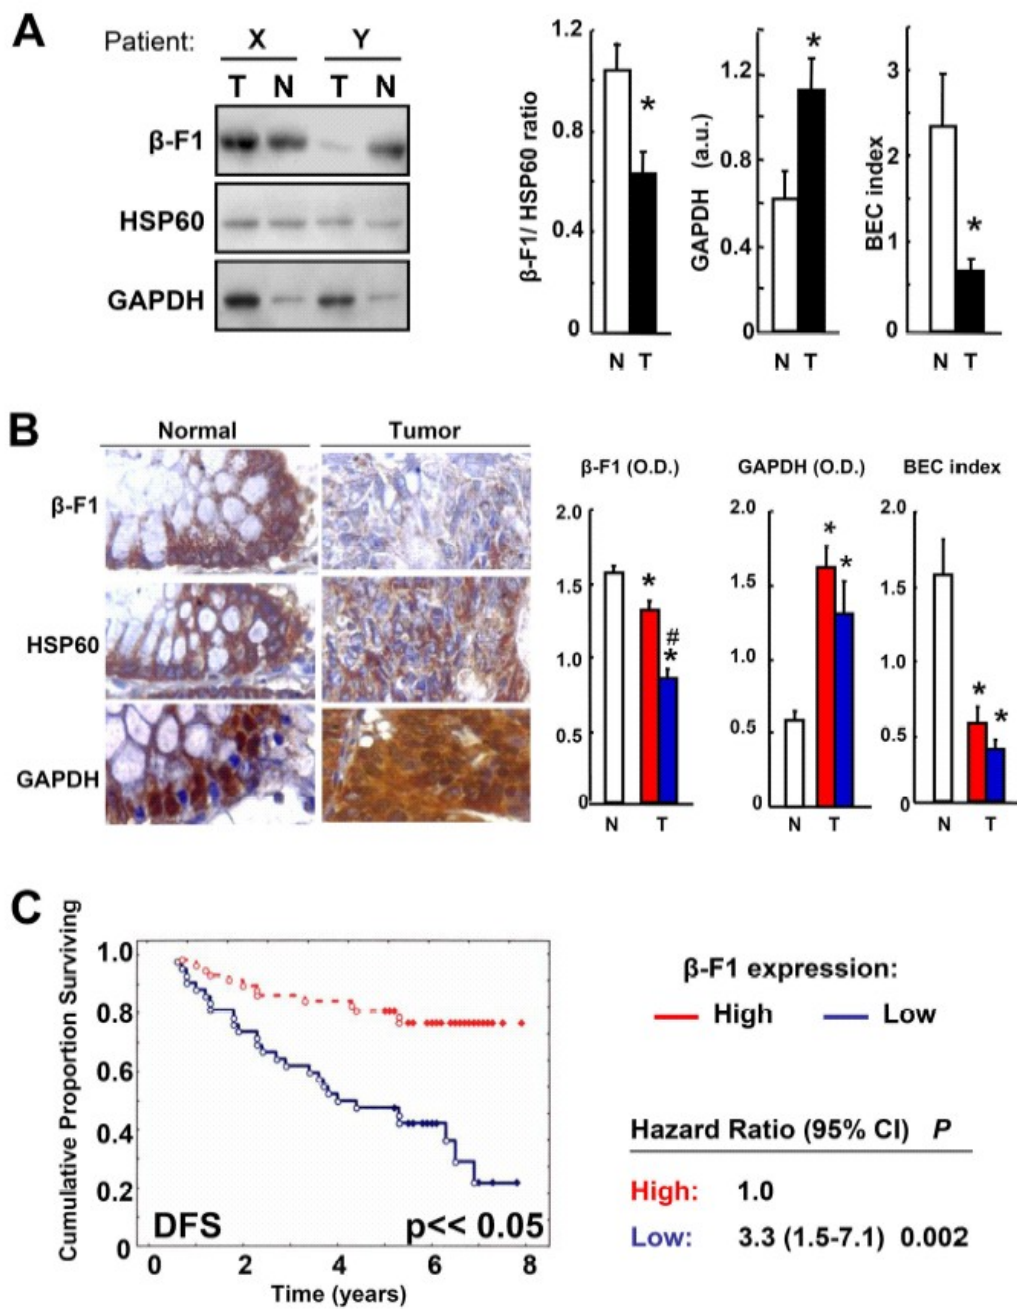 A
Patient: X Y
T N T N
β-F1
HSP60
GAPDH
β-F1/ HSP60 ratio
1.2
0.8
0.4
0
*
N T
GAPDH (a.u.)
1.2
0.8
0.4
0
*
N T
BEC index
3
2
1
0
*
N T
B
Normal Tumor
β-F1
HSP60
GAPDH
β-F1 (O.D.)
2.0
1.5
1.0
0.5
0
*
#
*
N T
GAPDH (O.D.)
2.0
1.5
1.0
0.5
0
*
*
N T
BEC index
2.0
1.5
1.0
0.5
0
*
*
N T
C
Cumulative Proportion Surviving
1.0
0.8
0.6
0.4
0.2
0
DFS p<< 0.05
0 2 4 6 8
Time (years)
β-F1 expression:
High Low
Hazard Ratio (95% CI) P
High: 1.0
Low: 3.3 (1.5-7.1) 0.002